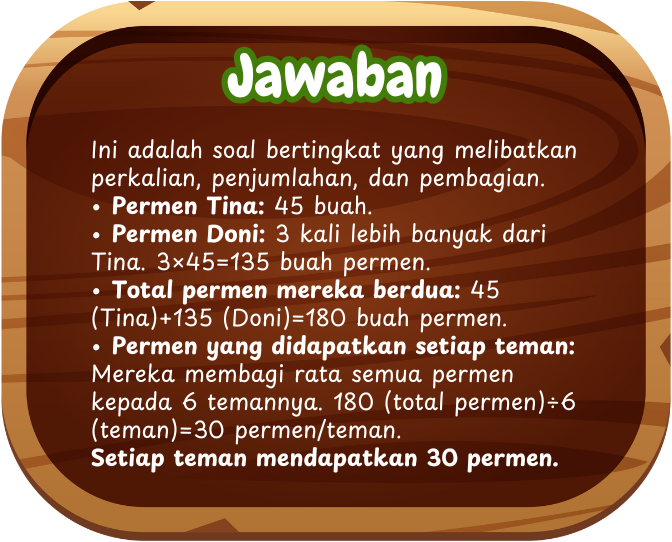 Jawaban
Ini adalah soal bertingkat yang melibatkan
perkalian, penjumlahan, dan pembagian.
• Permen Tina: 45 buah.
• Permen Doni: 3 kali lebih banyak dari
Tina. 3×45=135 buah permen.
• Total permen mereka berdua: 45
(Tina)+135 (Doni)=180 buah permen.
• Permen yang didapatkan setiap teman:
Mereka membagi rata semua permen
kepada 6 temannya. 180 (total permen)÷6
(teman)=30 permen/teman.
Setiap teman mendapatkan 30 permen.